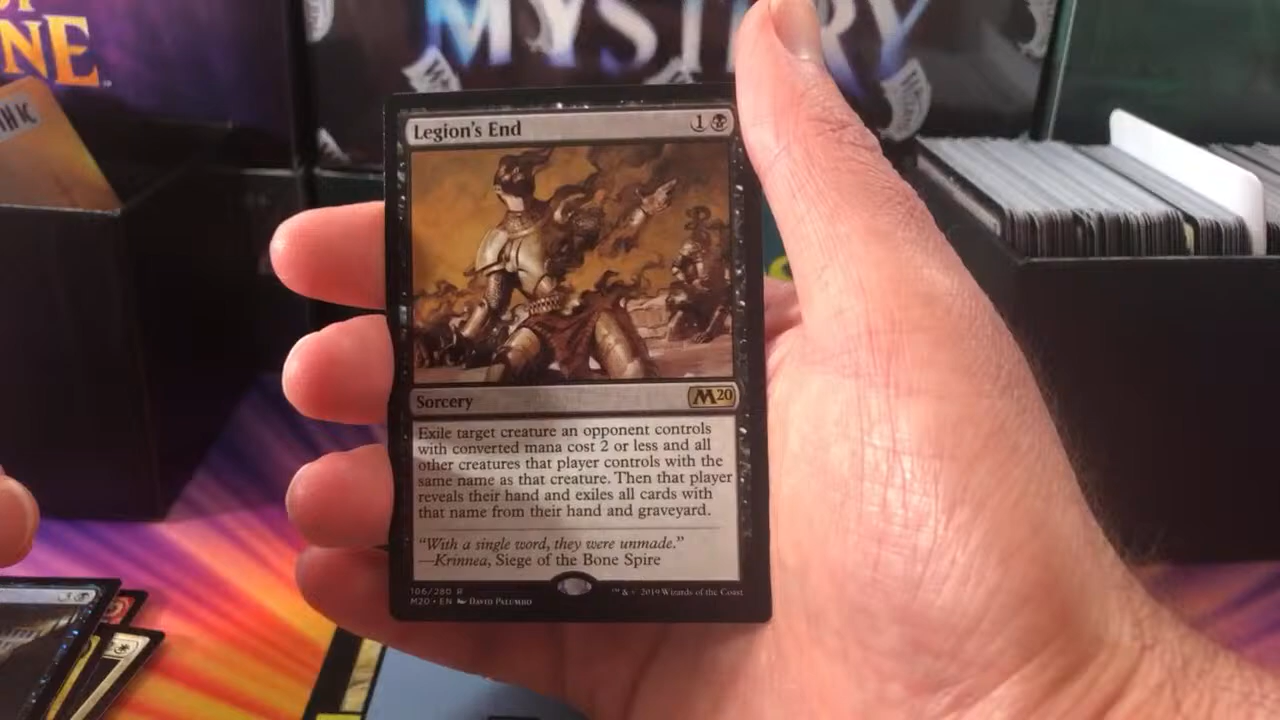 NE
MYSTERY
Legion's End 1
Sorcery M20
Exile target creature an opponent controls
with converted mana cost 2 or less and all
other creatures that player controls with the
same name as that creature. Then that player
reveals their hand and exiles all cards with
that name from their hand and graveyard.
"With a single word, they were unmade."
—Krinnea, Siege of the Bone Spire
106/280 R ™ & © 2019 Wizards of the Coast
M20 • EN David Palumbo
3